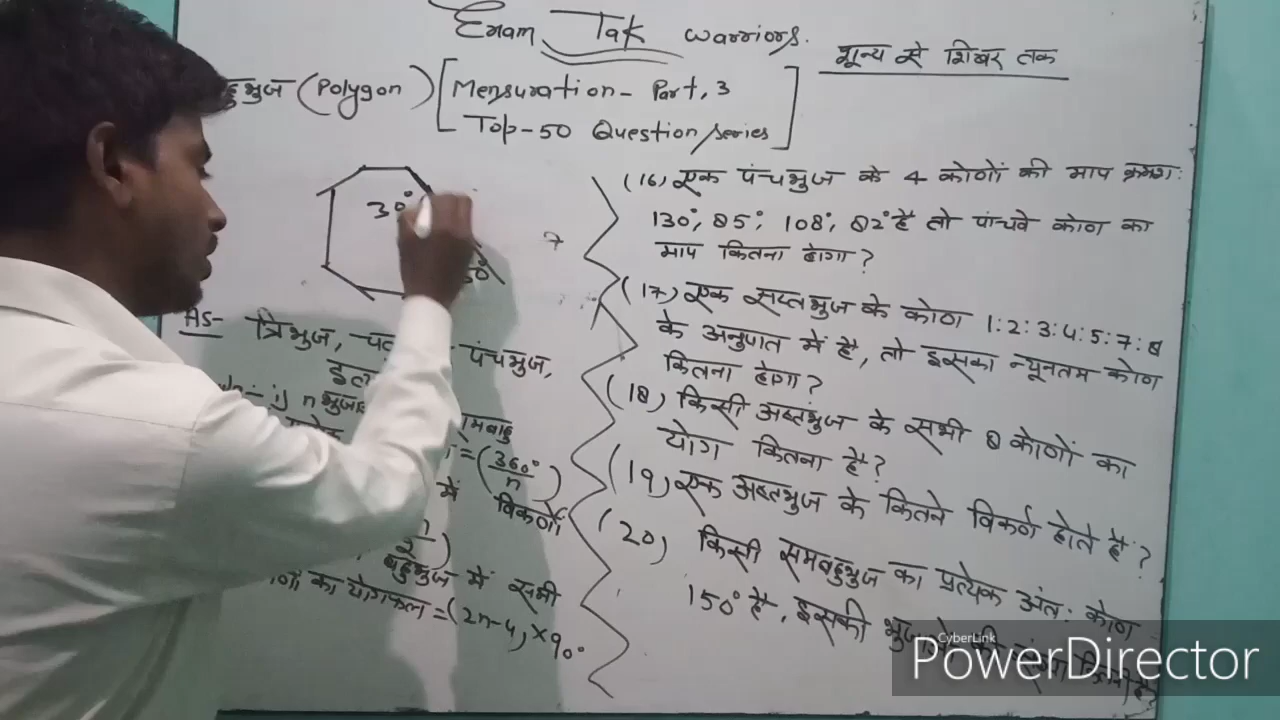 Exam Tak warriors.
शून्य से शिखर तक
(Polygon) [Mensuration- Part, 3
Top-50 Question series]
30°
7
(16) एक पंचभुज के 4 कोणों की माप क्रमश:
130°, 85°, 108°, 82° है तो पांचवे कोण का
माप कितना होगा?
(17) एक सप्तभुज के कोण 1:2:3:4:5:7:8
के अनुपात में है, तो इसका न्यूनतम कोण
कितना होगा?
(18) किसी अष्टभुज के सभी 8 कोणों का
योग कितना है?
(19) एक अष्टभुज के कितने विकर्ण होते हैं?
(20) किसी समबहुभुज का प्रत्येक अंत: कोण
150° है, इसकी
As- त्रिभुज, पंचभुज,
n भुजा
= (360°/n)
में विकर्णों
बहुभुज में सभी
का योगफल = (2n-4) × 90°
CyberLink
PowerDirector